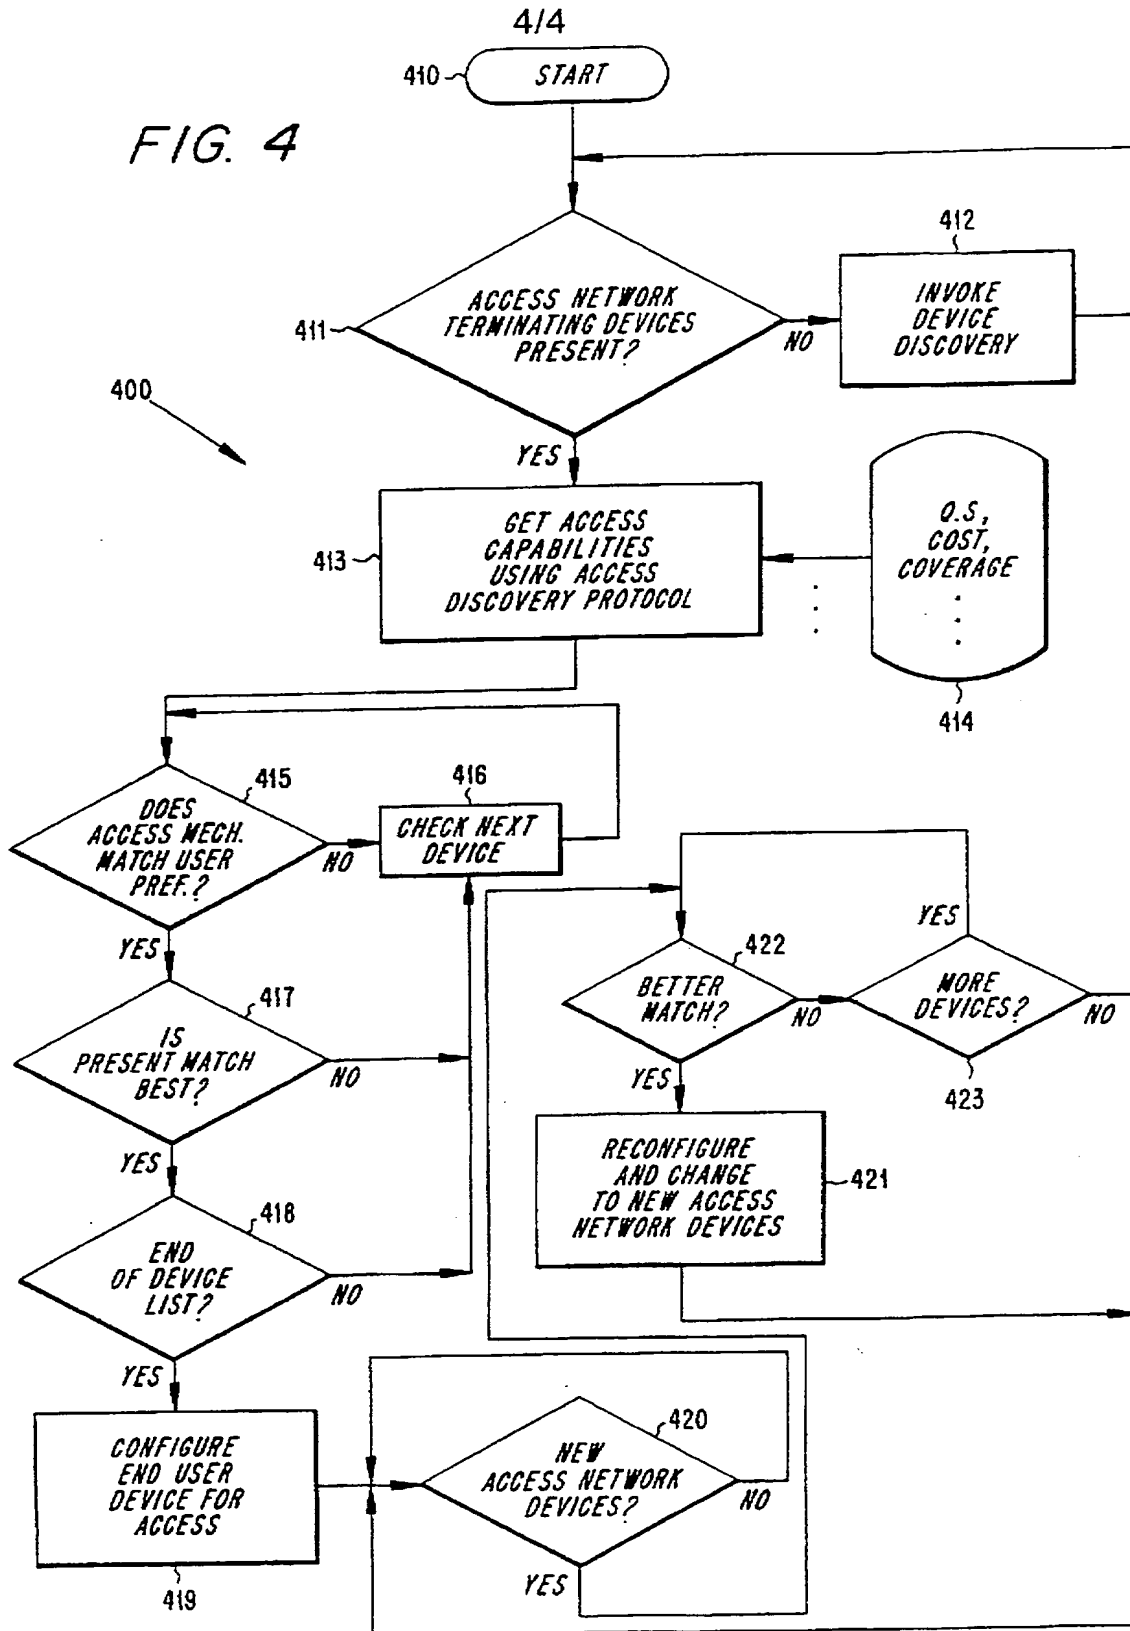 4/4
410
START
FIG. 4
412
INVOKE
DEVICE
DISCOVERY
411
ACCESS NETWORK
TERMINATING DEVICES
PRESENT?
NO
400
YES
413
GET ACCESS
CAPABILITIES
USING ACCESS
DISCOVERY PROTOCOL
Q.S,
COST,
COVERAGE
414
415
DOES
ACCESS MECH.
MATCH USER
PREF.?
NO
416
CHECK NEXT
DEVICE
YES
YES
417
IS
PRESENT MATCH
BEST?
NO
422
BETTER
MATCH?
NO
MORE
DEVICES?
NO
423
YES
YES
418
END
OF DEVICE
LIST?
NO
RECONFIGURE
AND CHANGE
TO NEW ACCESS
NETWORK DEVICES
421
YES
CONFIGURE
END USER
DEVICE FOR
ACCESS
419
420
NEW
ACCESS NETWORK
DEVICES?
NO
YES